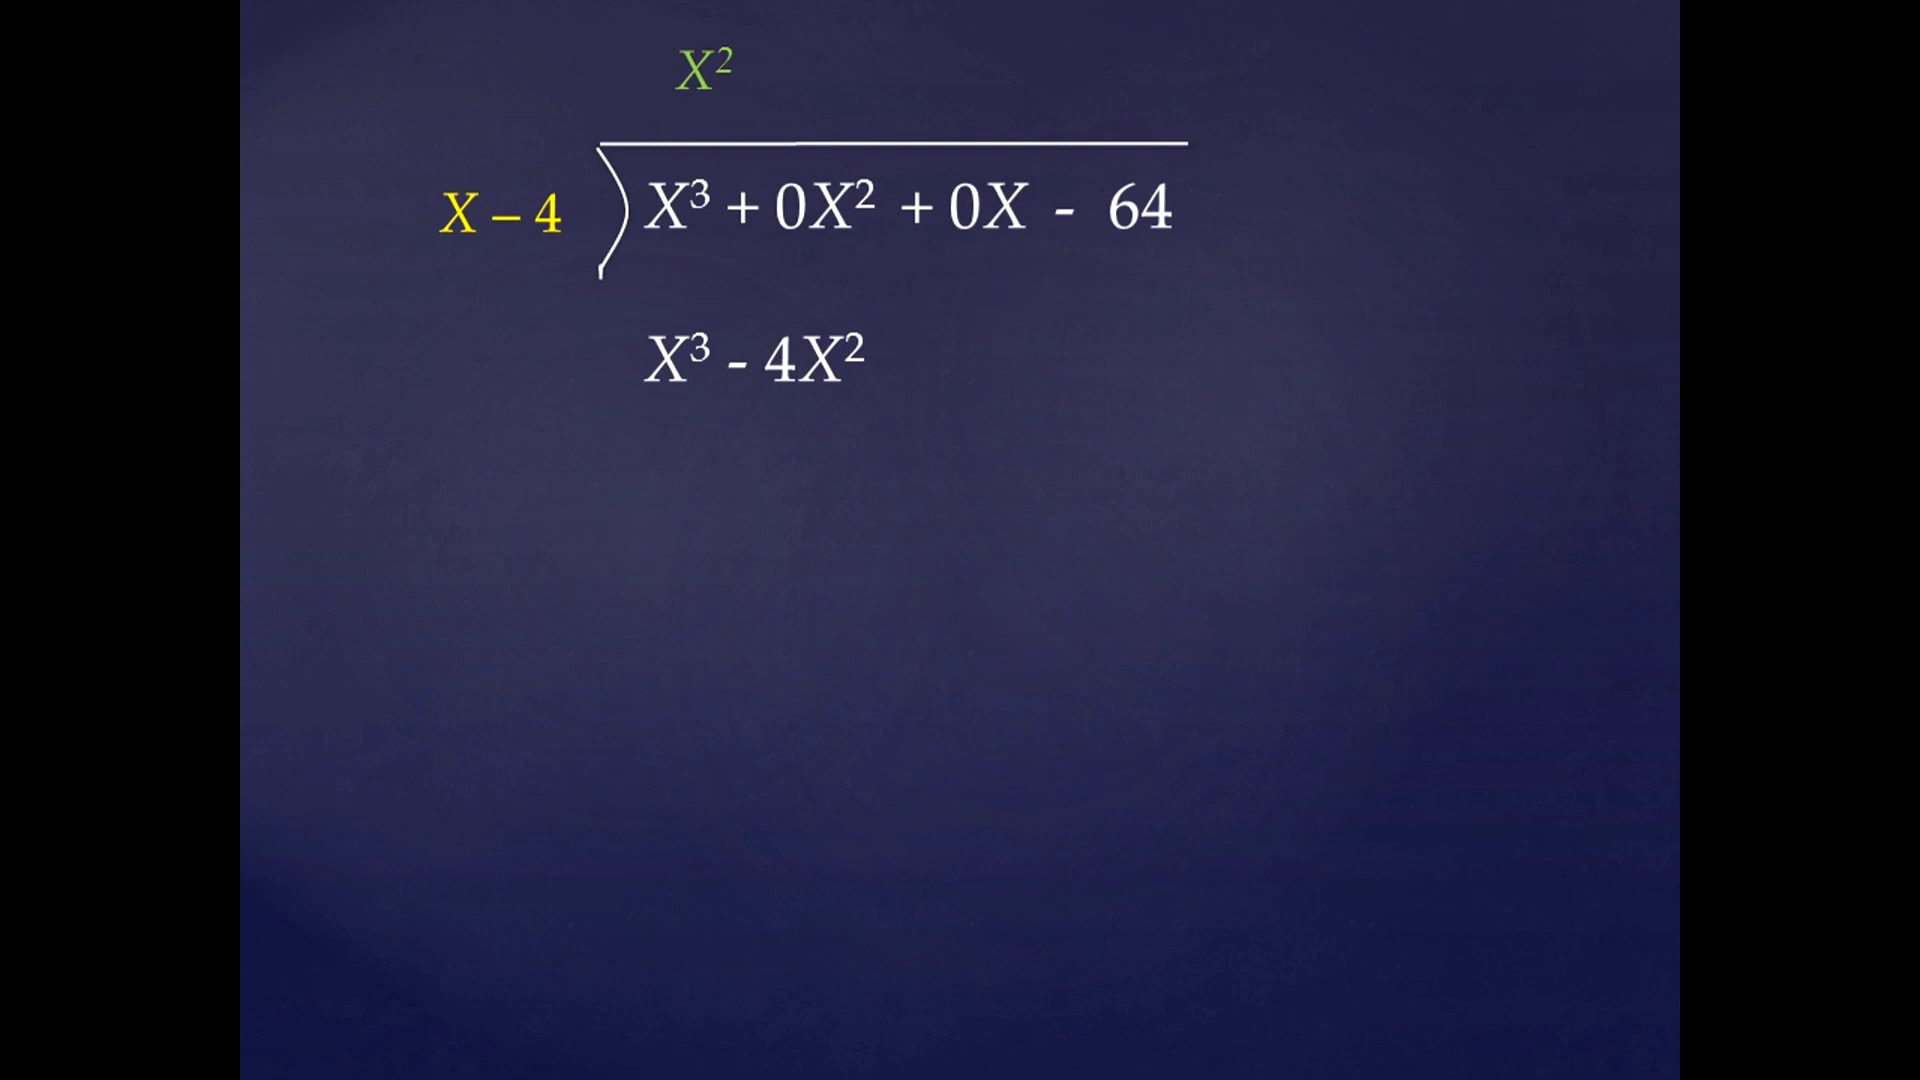 X²
X – 4 X³ + 0X² + 0X - 64
X³ - 4X²